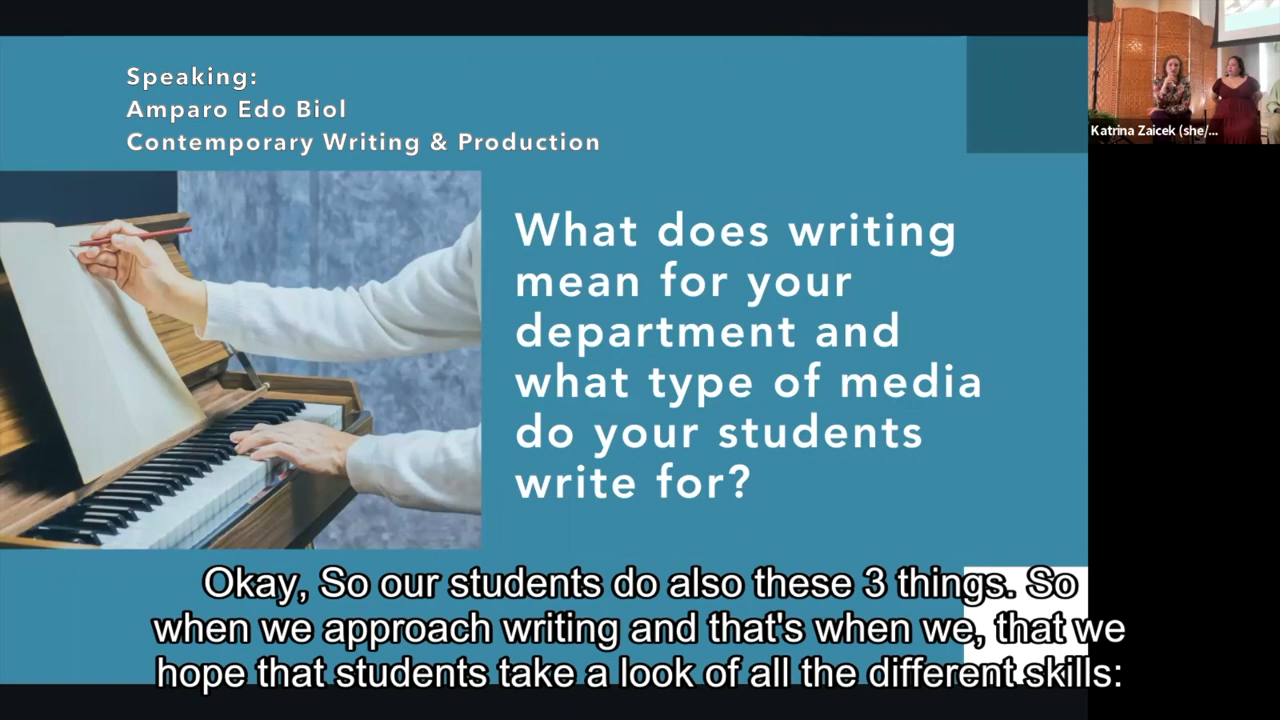 Speaking:
Amparo Edo Biol
Contemporary Writing & Production
Katrina Zaicek (she/...
What does writing
mean for your
department and
what type of media
do your students
write for?
Okay, So our students do also these 3 things. So
when we approach writing and that's when we, that we
hope that students take a look of all the different skills: